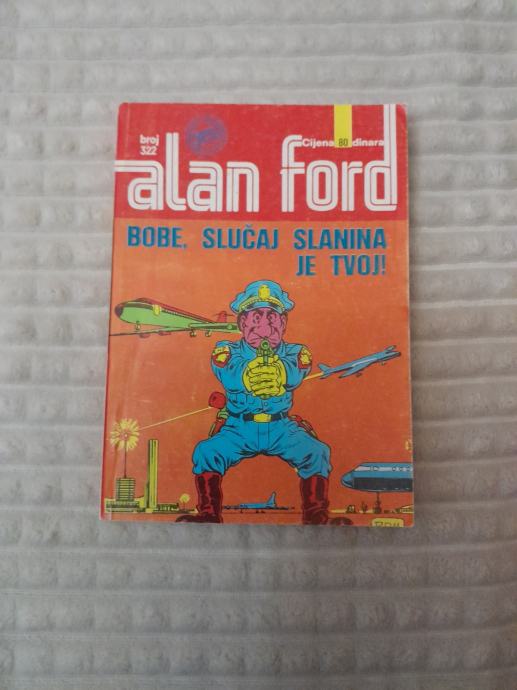 broj
322
Cijena 80 dinara
alan ford
BOBE, SLUČAJ SLANINA
JE TVOJ!